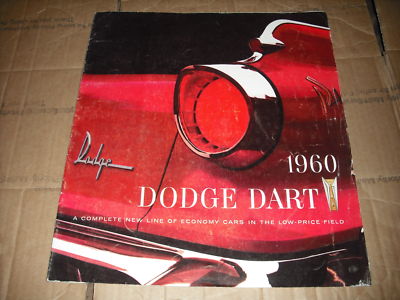 Dodge
1960
DODGE DART
A COMPLETE NEW LINE OF ECONOMY CARS IN THE LOW-PRICE FIELD